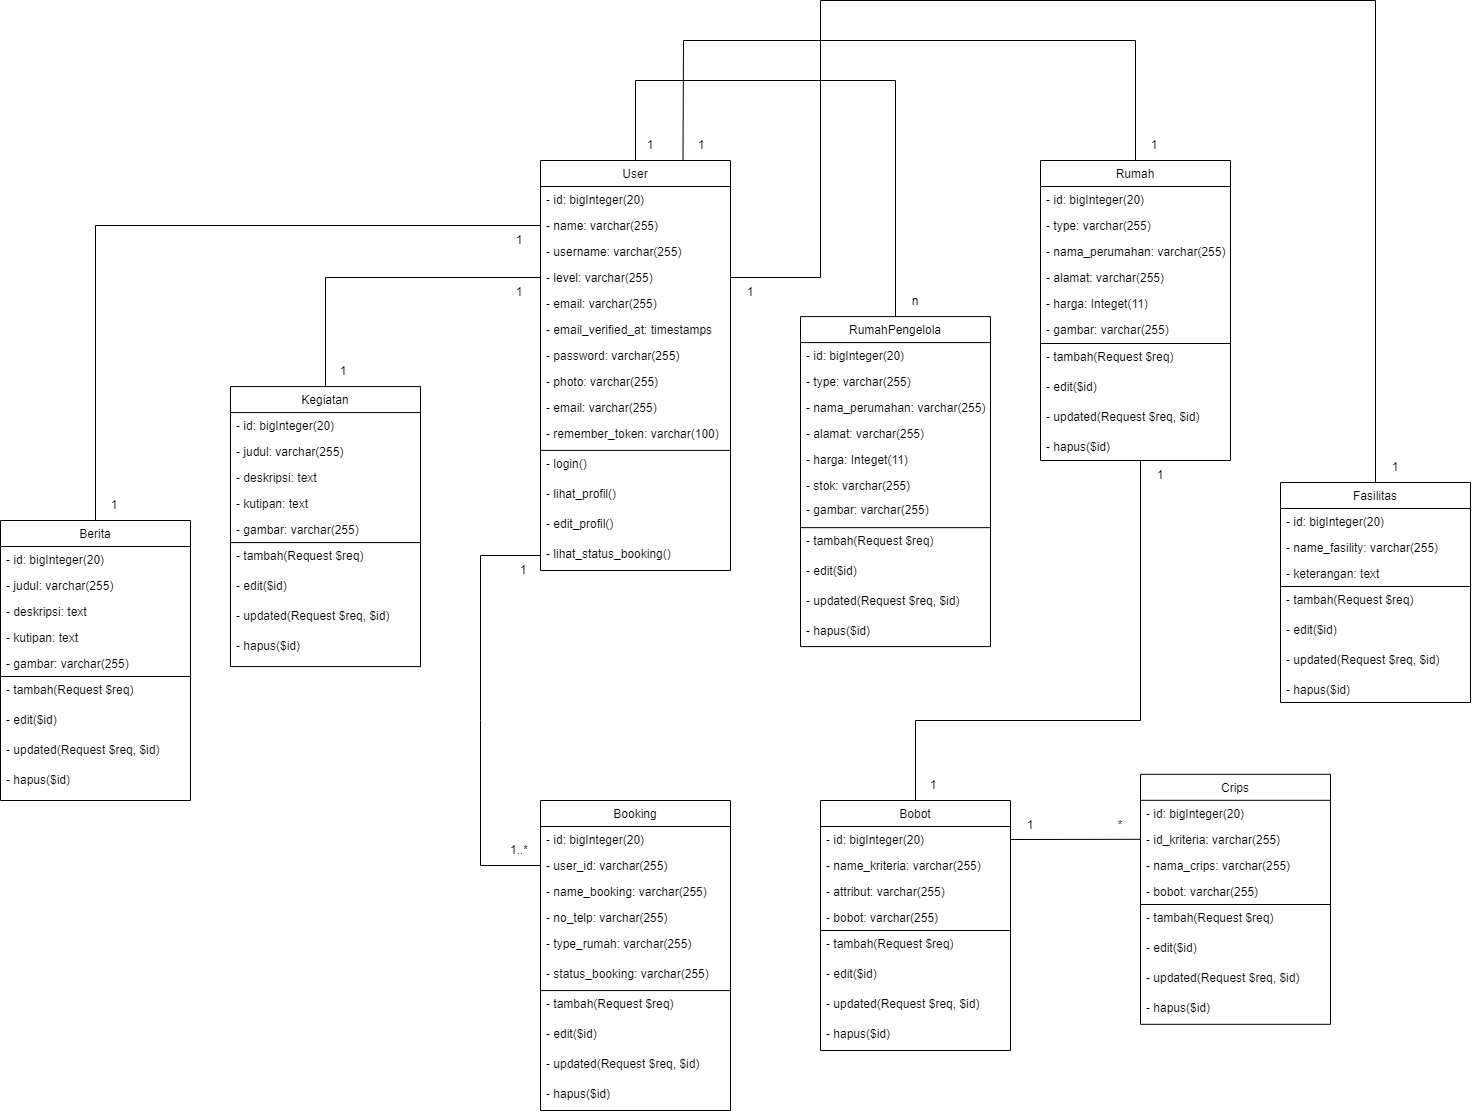 1
1
1
User
- id: bigInteger(20)
- name: varchar(255)
- username: varchar(255)
- level: varchar(255)
- email: varchar(255)
- email_verified_at: timestamps
- password: varchar(255)
- photo: varchar(255)
- email: varchar(255)
- remember_token: varchar(100)
- login()
- lihat_profil()
- edit_profil()
- lihat_status_booking()
1
1
1
1
Rumah
- id: bigInteger(20)
- type: varchar(255)
- nama_perumahan: varchar(255)
- alamat: varchar(255)
- harga: Integet(11)
- gambar: varchar(255)
- tambah(Request $req)
- edit($id)
- updated(Request $req, $id)
- hapus($id)
1
n
RumahPengelola
- id: bigInteger(20)
- type: varchar(255)
- nama_perumahan: varchar(255)
- alamat: varchar(255)
- harga: Integet(11)
- stok: varchar(255)
- gambar: varchar(255)
- tambah(Request $req)
- edit($id)
- updated(Request $req, $id)
- hapus($id)
1
Kegiatan
- id: bigInteger(20)
- judul: varchar(255)
- deskripsi: text
- kutipan: text
- gambar: varchar(255)
- tambah(Request $req)
- edit($id)
- updated(Request $req, $id)
- hapus($id)
1
Berita
- id: bigInteger(20)
- judul: varchar(255)
- deskripsi: text
- kutipan: text
- gambar: varchar(255)
- tambah(Request $req)
- edit($id)
- updated(Request $req, $id)
- hapus($id)
1
Fasilitas
- id: bigInteger(20)
- name_fasility: varchar(255)
- keterangan: text
- tambah(Request $req)
- edit($id)
- updated(Request $req, $id)
- hapus($id)
1..*
Booking
- id: bigInteger(20)
- user_id: varchar(255)
- name_booking: varchar(255)
- no_telp: varchar(255)
- type_rumah: varchar(255)
- status_booking: varchar(255)
- tambah(Request $req)
- edit($id)
- updated(Request $req, $id)
- hapus($id)
1
Bobot
- id: bigInteger(20)
- name_kriteria: varchar(255)
- attribut: varchar(255)
- bobot: varchar(255)
- tambah(Request $req)
- edit($id)
- updated(Request $req, $id)
- hapus($id)
1
*
Crips
- id: bigInteger(20)
- id_kriteria: varchar(255)
- nama_crips: varchar(255)
- bobot: varchar(255)
- tambah(Request $req)
- edit($id)
- updated(Request $req, $id)
- hapus($id)